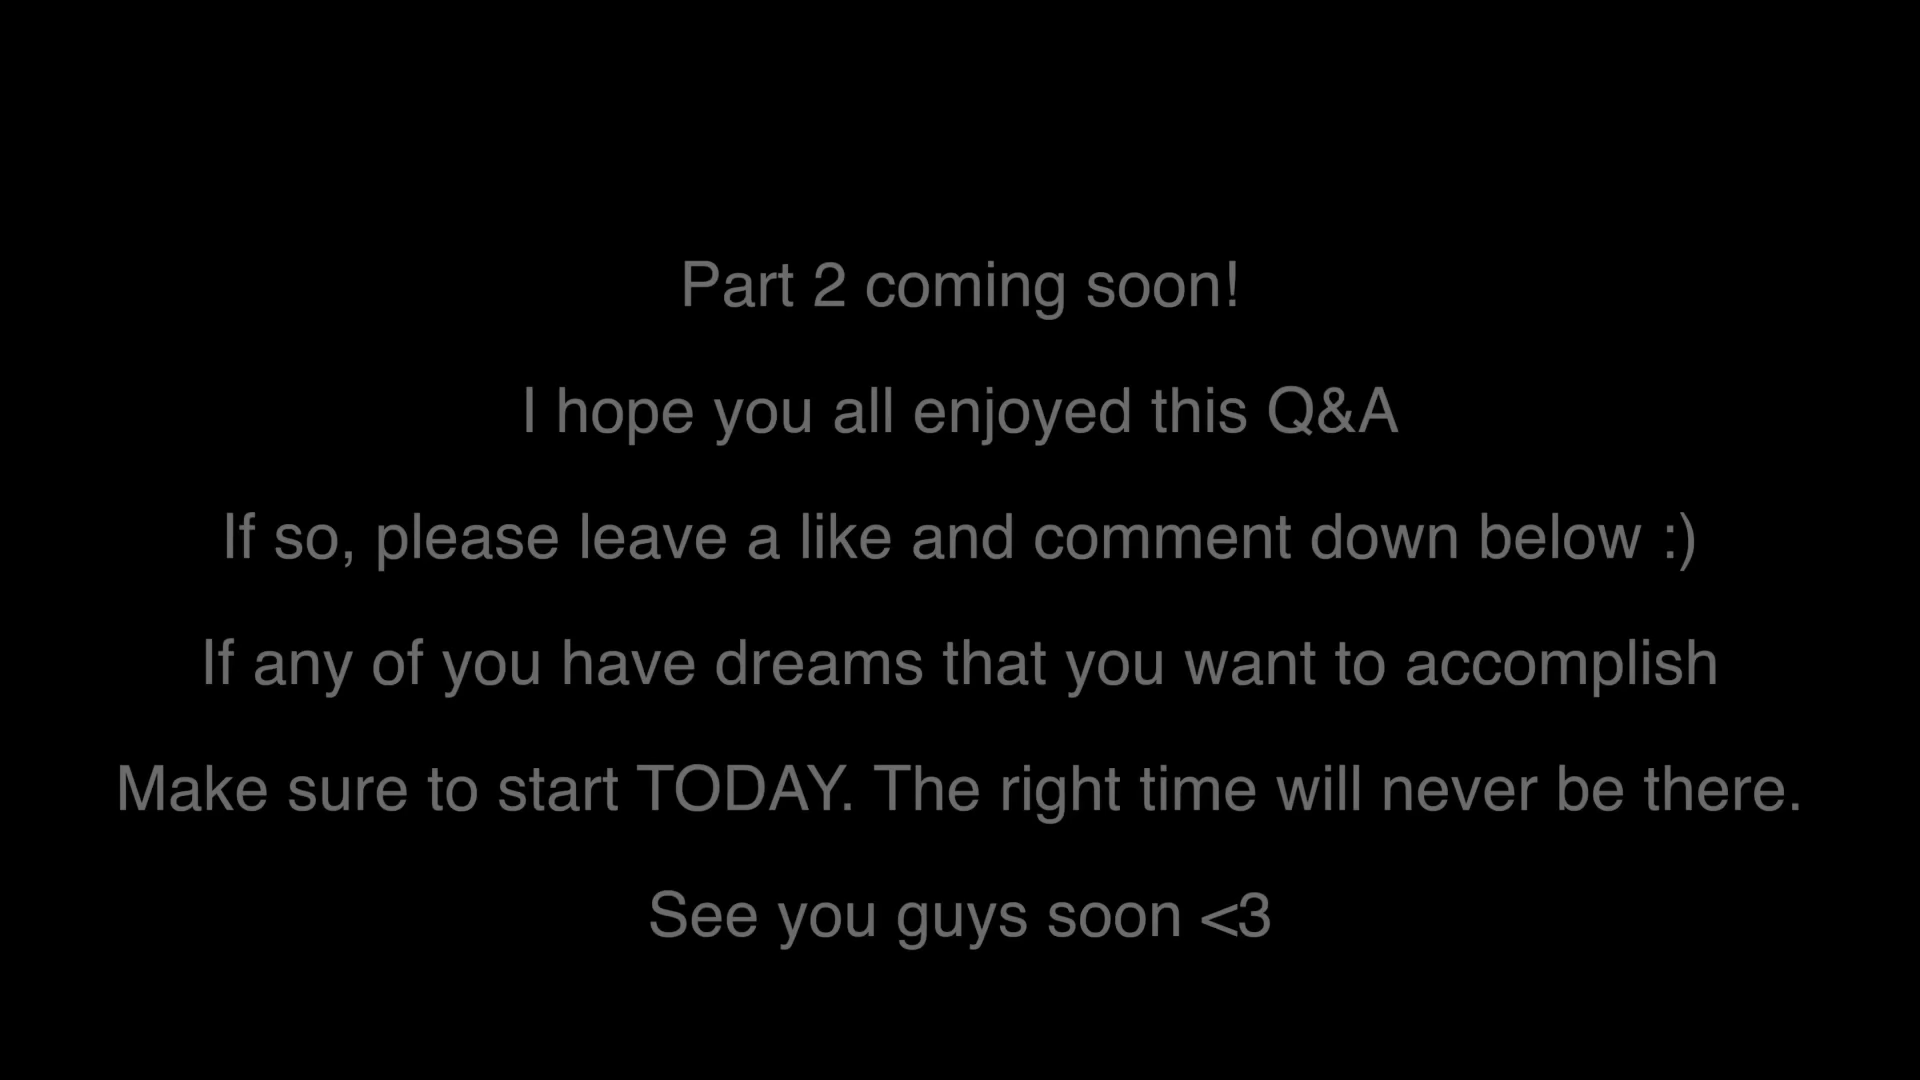 Part 2 coming soon!
I hope you all enjoyed this Q&A
If so, please leave a like and comment down below :)
If any of you have dreams that you want to accomplish
Make sure to start TODAY. The right time will never be there.
See you guys soon <3